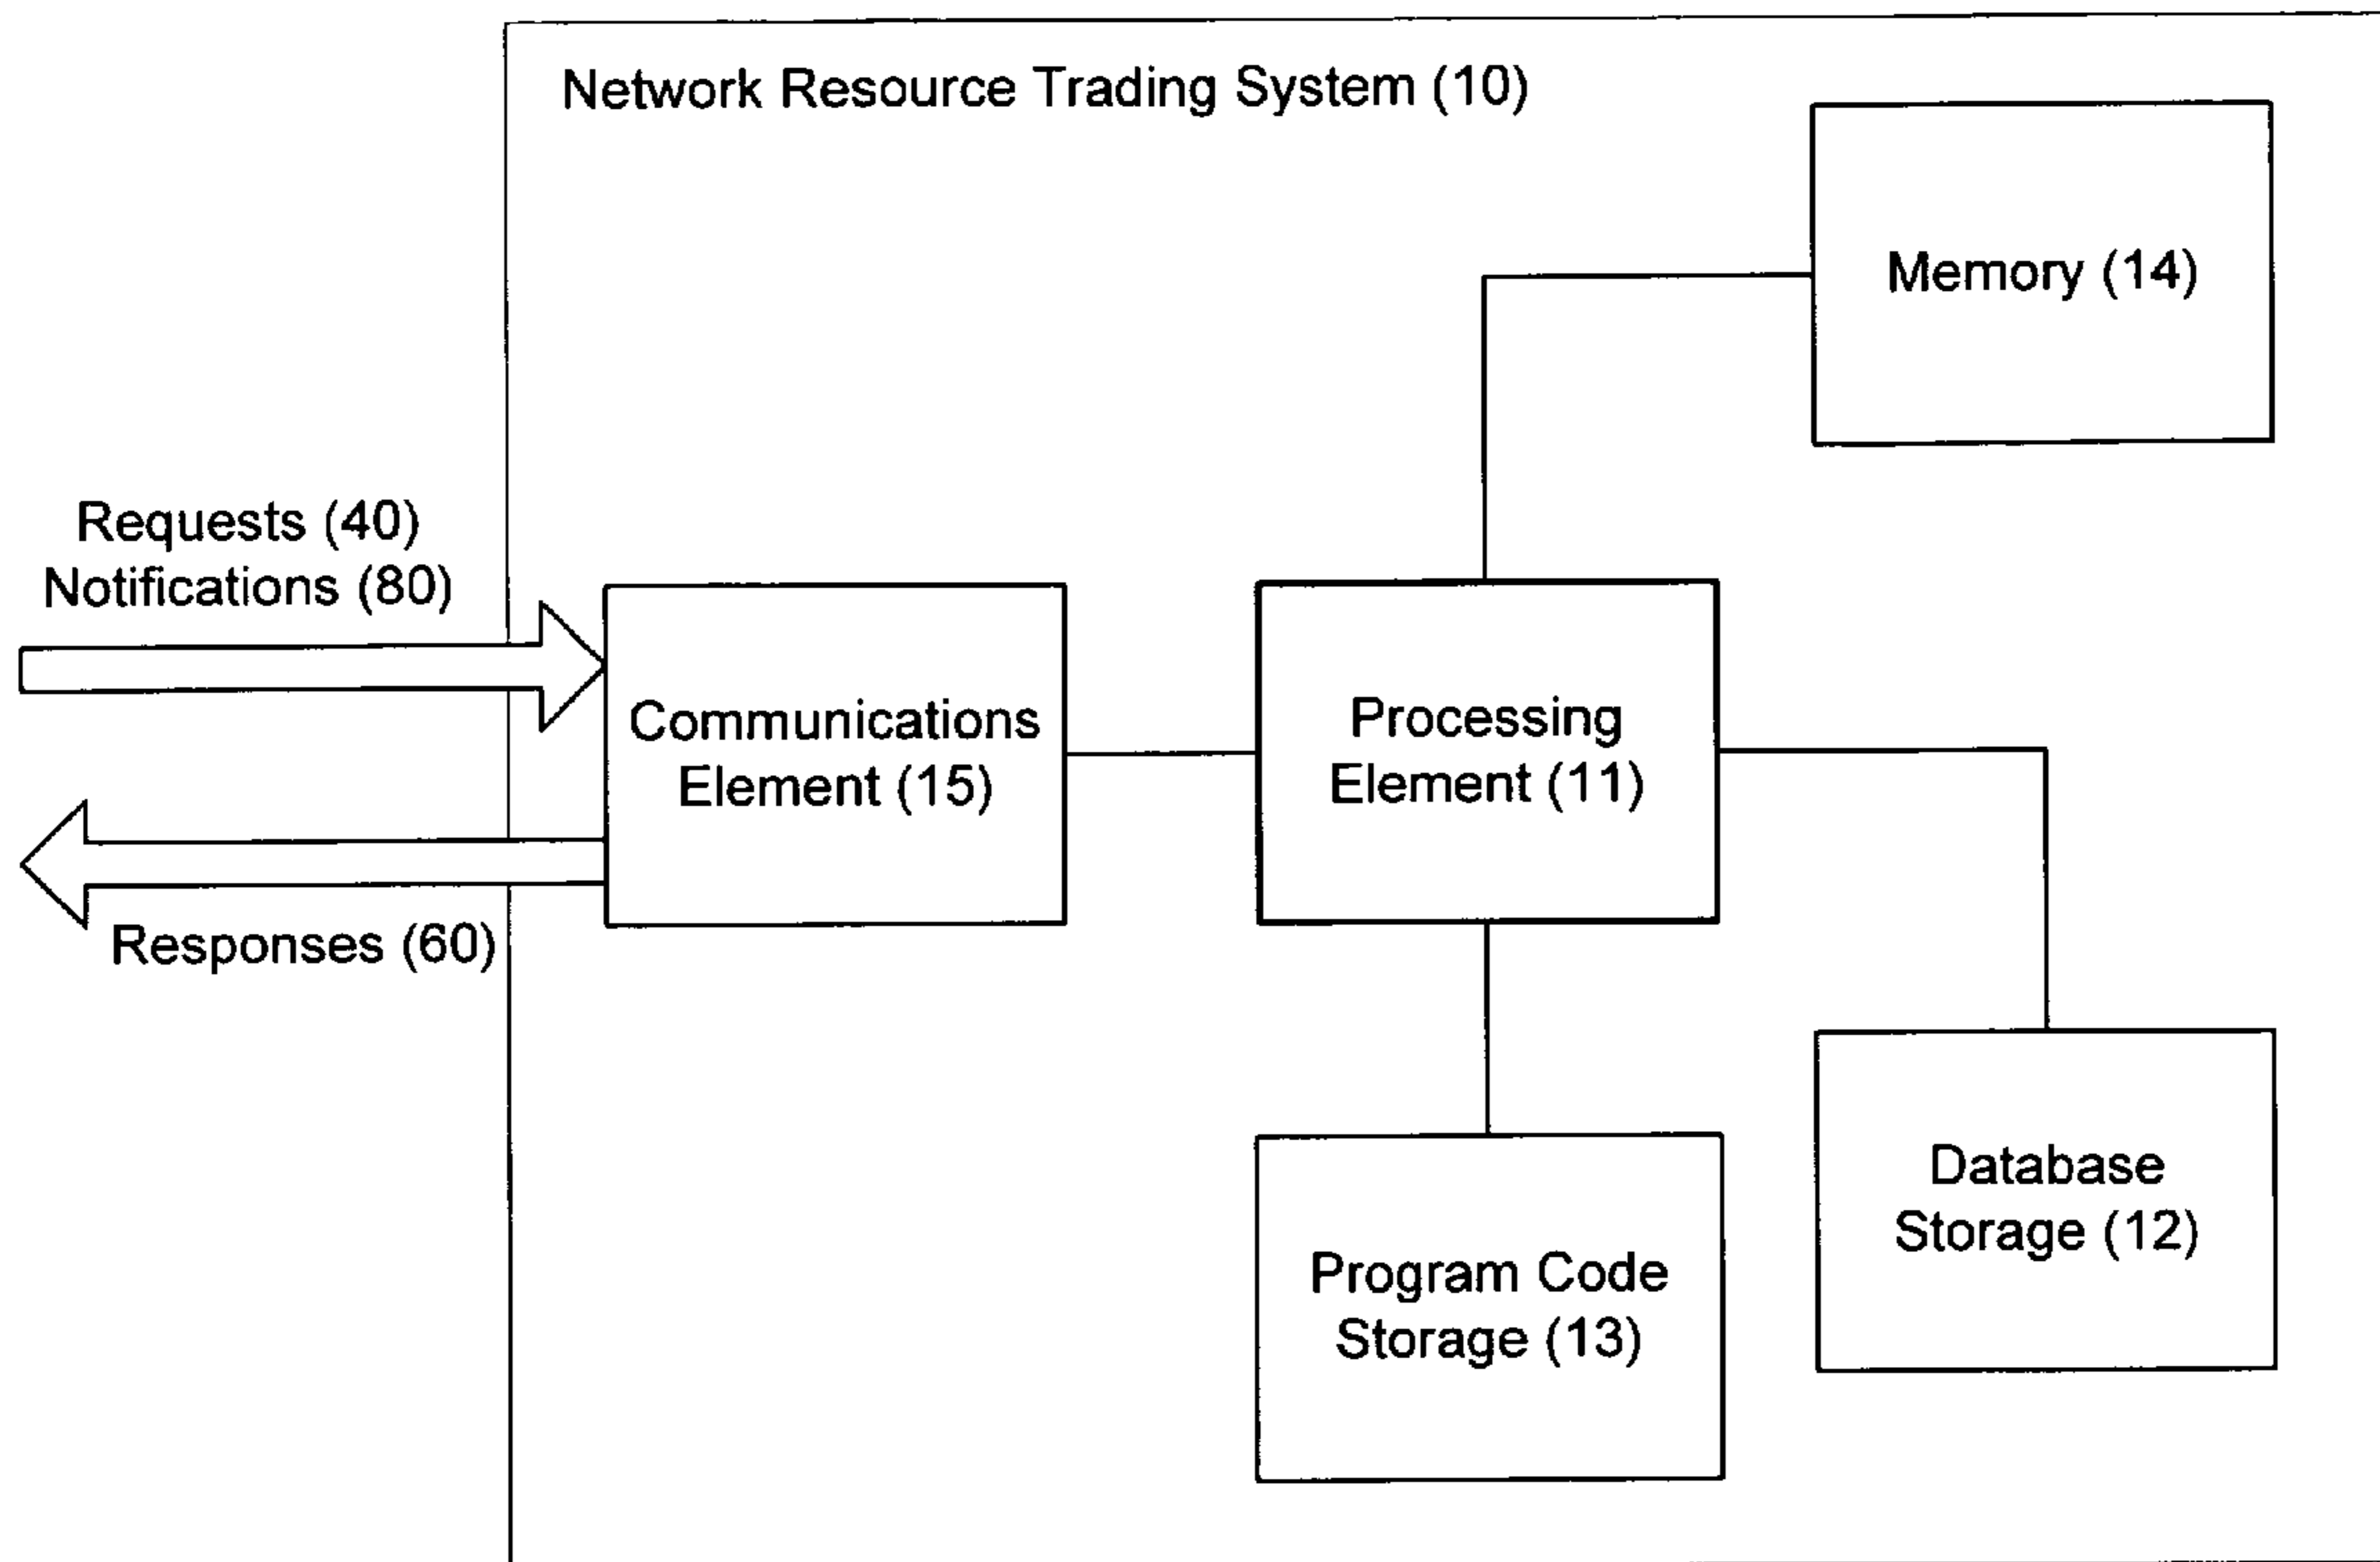 Network Resource Trading System (10)
Memory (14)
Requests (40)
Notifications (80)
Communications
Element (15)
Processing
Element (11)
Responses (60)
Database
Storage (12)
Program Code
Storage (13)